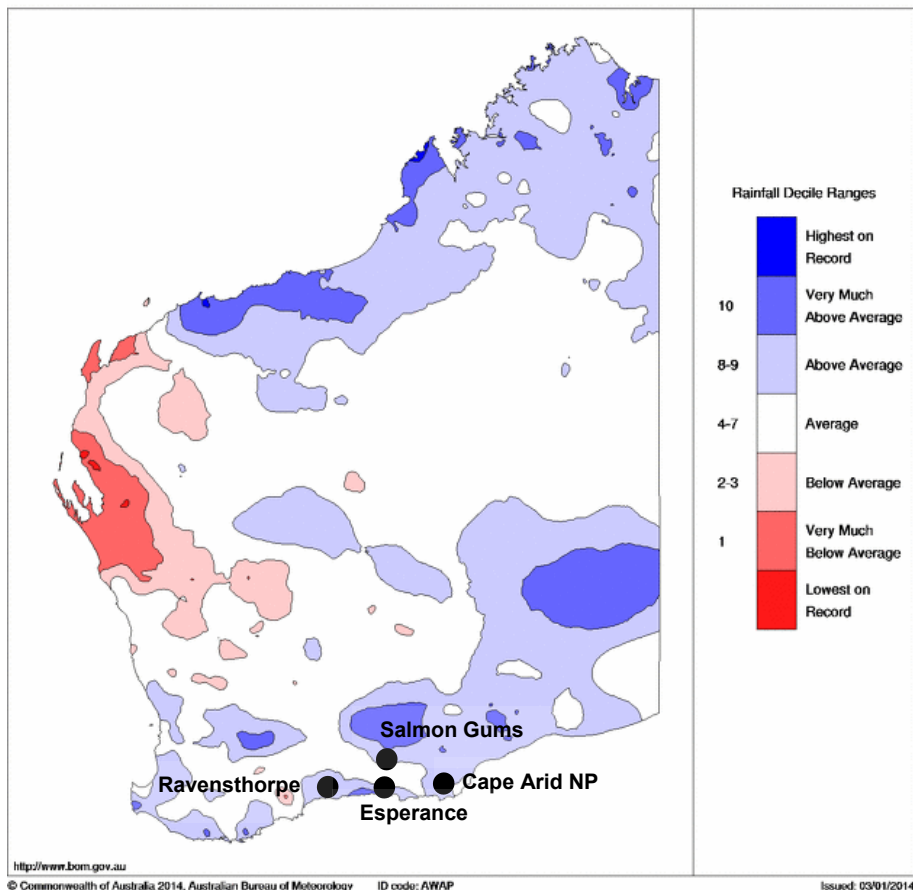 Rainfall Decile Ranges
Highest on
Record
10
Very Much
Above Average
8-9
Above Average
4-7
Average
2-3
Below Average
1
Very Much
Below Average
Lowest on
Record
Salmon Gums
Ravensthorpe
Cape Arid NP
Esperance
http://www.bom.gov.au
© Commonwealth of Australia 2014, Australian Bureau of Meteorology ID code: AWAP Issued: 03/01/2014